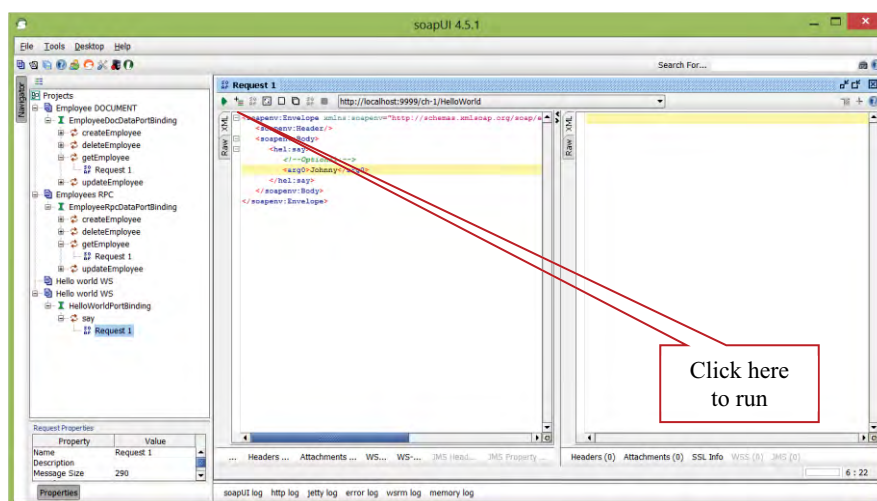 soapUI 4.5.1
File Tools Desktop Help
Search For...
Navigator
Projects
Employee DOCUMENT
EmployeeDocDataPortBinding
createEmployee
deleteEmployee
getEmployee
Request 1
updateEmployee
Employees RPC
EmployeeRpcDataPortBinding
createEmployee
deleteEmployee
getEmployee
Request 1
updateEmployee
Hello world WS
Hello world WS
HelloWorldPortBinding
say
Request 1
Request Properties
Property Value
Name Request 1
Description
Message Size 290
Properties
Request 1
http://localhost:9999/ch-1/HelloWorld
XML
Raw
<soapenv:Envelope xmlns:soapenv="http://schemas.xmlsoap.org/soap/e
<soapenv:Header/>
<soapenv:Body>
<hel:say>
<arg0>Johnny</arg0>
</hel:say>
</soapenv:Body>
</soapenv:Envelope>
XML
Raw
Click here
to run
... Headers ... Attachments ... WS... WS-... JMS Head... JMS Property ...
Headers (0) Attachments (0) SSL Info WSS (0) JMS (0)
6 : 22
soapUI log http log jetty log error log wsrm log memory log